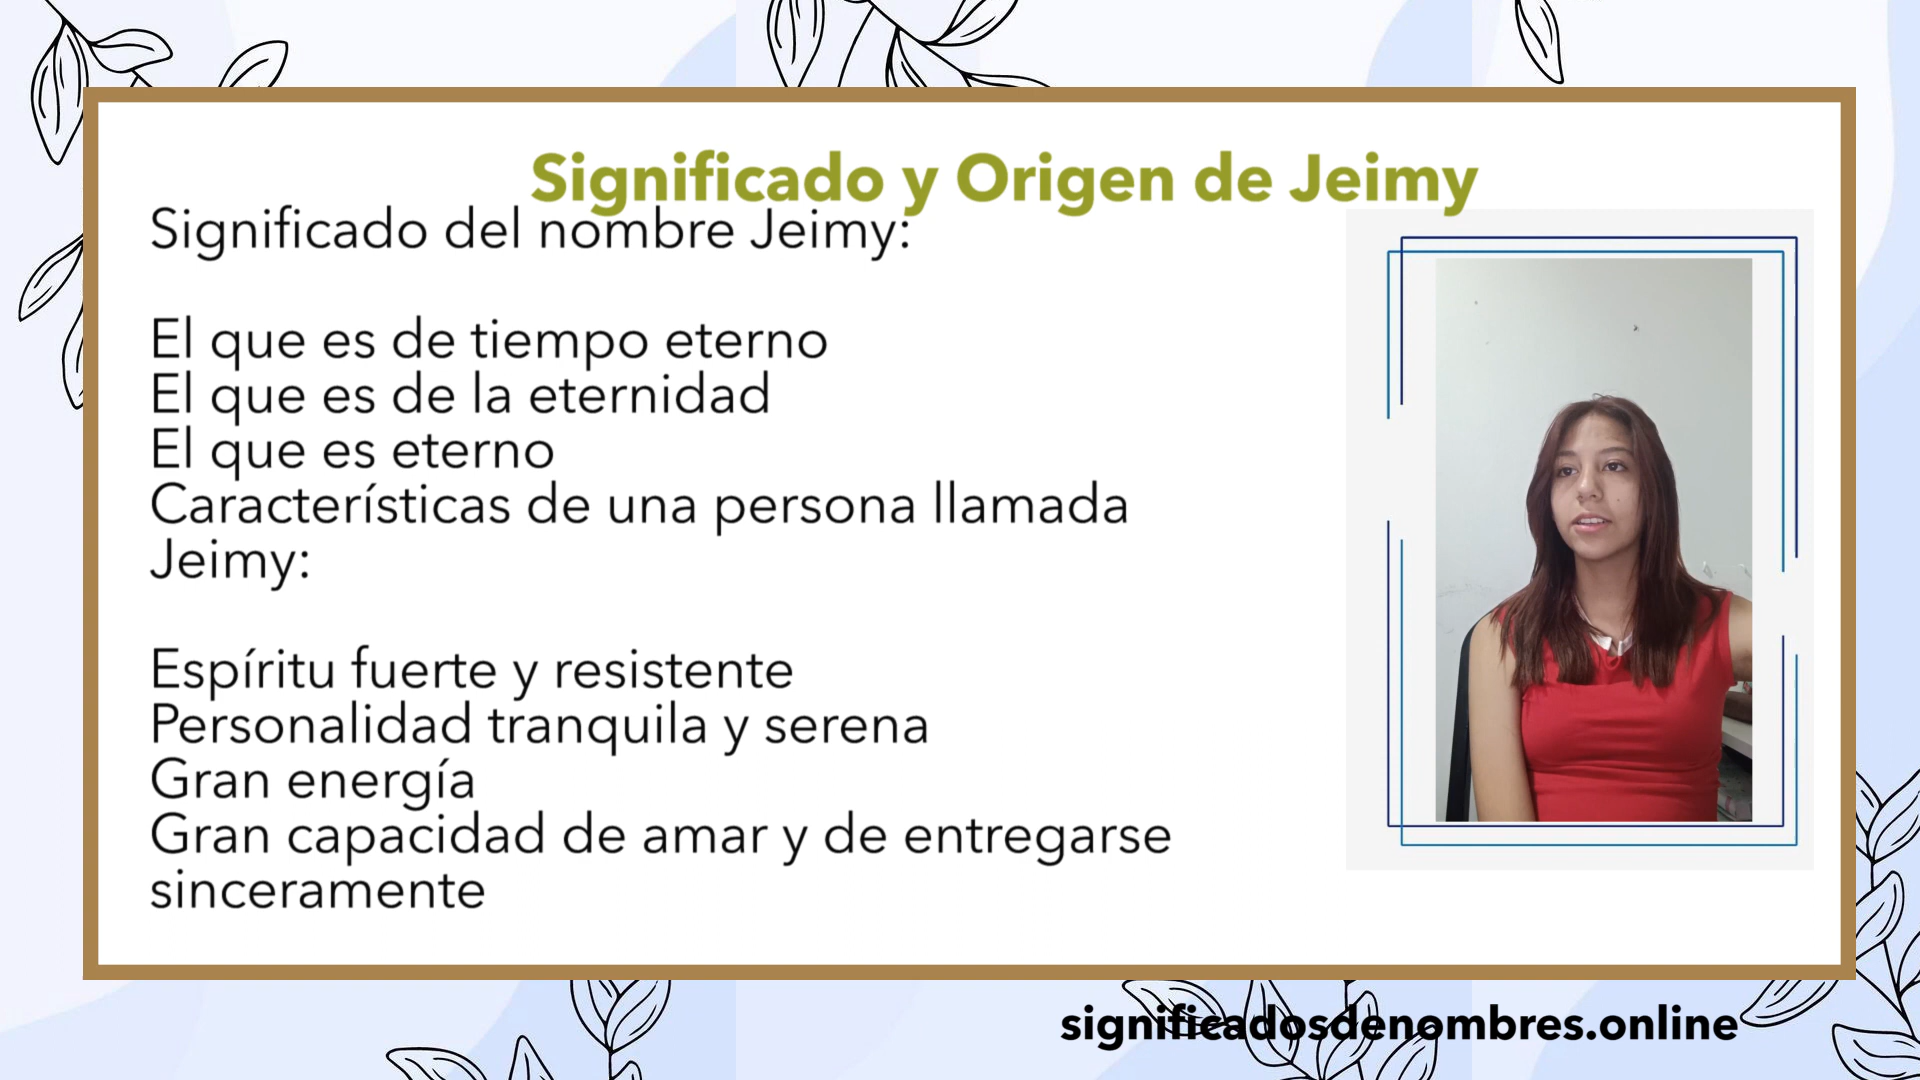 Significado y Origen de Jeimy
Significado del nombre Jeimy:
El que es de tiempo eterno
El que es de la eternidad
El que es eterno
Características de una persona llamada
Jeimy:
Espíritu fuerte y resistente
Personalidad tranquila y serena
Gran energía
Gran capacidad de amar y de entregarse
sinceramente
significadosdenombres.online